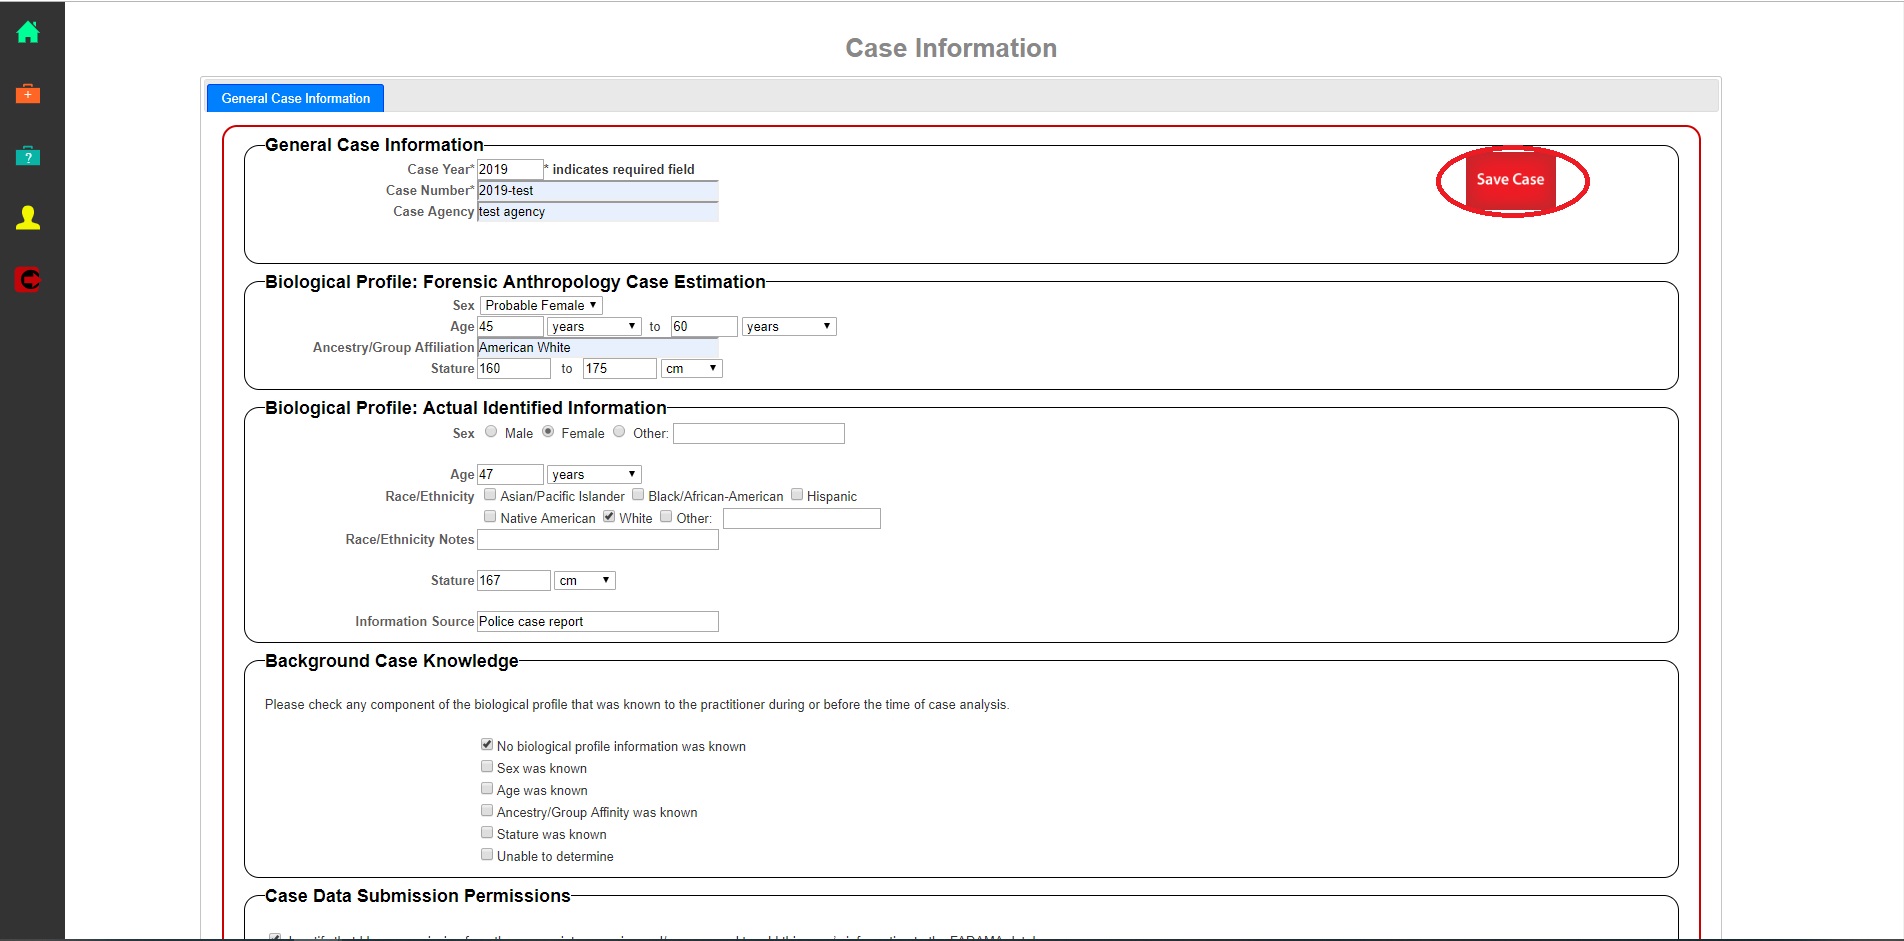 Case Information
General Case Information
General Case Information
Case Year* 2019 * indicates required field
Case Number* 2019-test
Case Agency test agency
Save Case
Biological Profile: Forensic Anthropology Case Estimation
Sex Probable Female
Age 45 years to 60 years
Ancestry/Group Affiliation American White
Stature 160 to 175 cm
Biological Profile: Actual Identified Information
Sex Male Female Other:
Age 47 years
Race/Ethnicity Asian/Pacific Islander Black/African-American Hispanic
Native American White Other:
Race/Ethnicity Notes
Stature 167 cm
Information Source Police case report
Background Case Knowledge
Please check any component of the biological profile that was known to the practitioner during or before the time of case analysis.
No biological profile information was known
Sex was known
Age was known
Ancestry/Group Affinity was known
Stature was known
Unable to determine
Case Data Submission Permissions